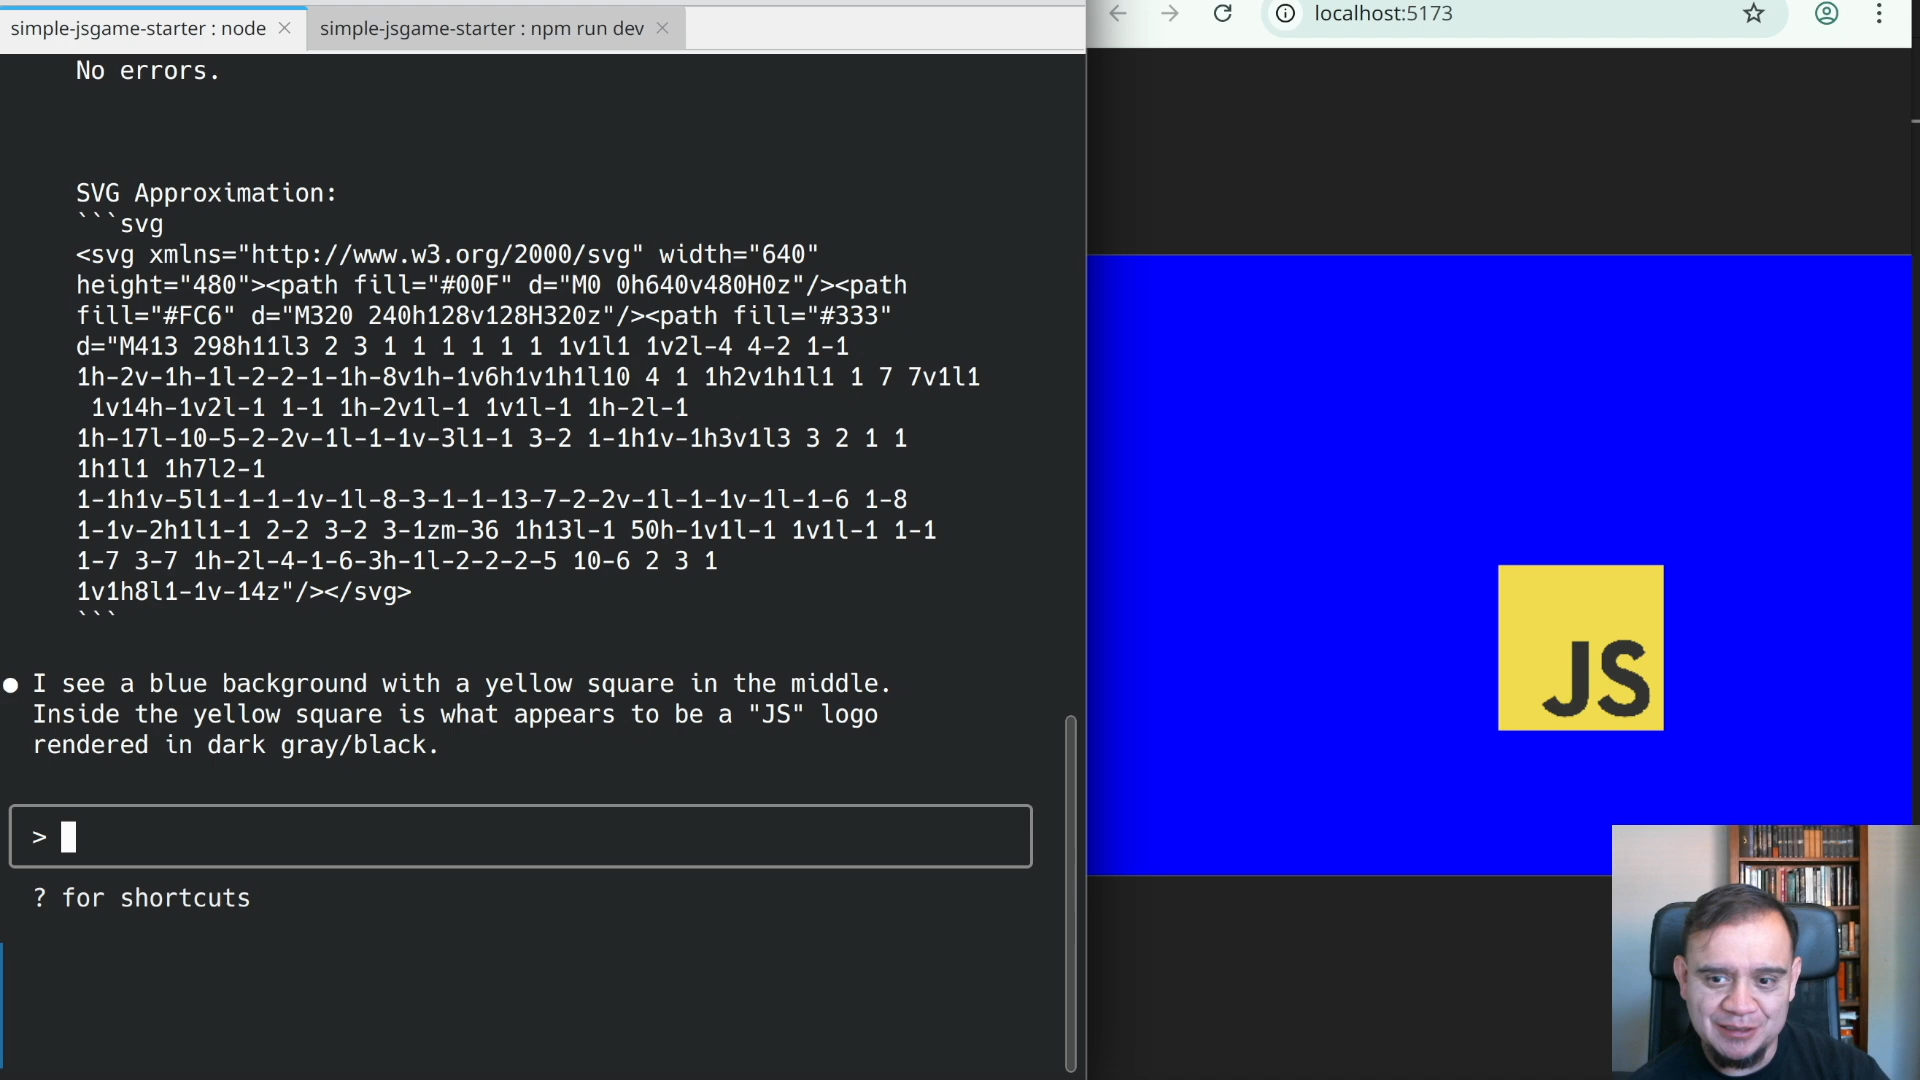 simple-jsgame-starter : node
simple-jsgame-starter : npm run dev
localhost:5173
No errors.
SVG Approximation:
```svg
<svg xmlns="http://www.w3.org/2000/svg" width="640"
height="480"><path fill="#00F" d="M0 0h640v480H0z"/><path
fill="#FC6" d="M320 240h128v128H320z"/><path fill="#333"
d="M413 298h11l3 2 3 1 1 1 1 1 1 1v1l1 1v2l-4 4-2 1-1
1h-2v-1h-1l-2-2-1-1h-8v1h-1v6h1v1h1l10 4 1 1h2v1h1l1 1 7 7v1l1
1v14h-1v2l-1 1-1 1h-2v1l-1 1v1l-1 1h-2l-1
1h-17l-10-5-2-2v-1l-1-1v-3l1-1 3-2 1-1h1v-1h3v1l3 3 2 1 1
1h1l1 1h7l2-1
1-1h1v-5l1-1-1-1v-1l-8-3-1-1-13-7-2-2v-1l-1-1v-1l-1-6 1-8
1-1v-2h1l1-1 2-2 3-2 3-1zm-36 1h13l-1 50h-1v1l-1 1v1l-1 1-1
1-7 3-7 1h-2l-4-1-6-3h-1l-2-2-2-5 10-6 2 3 1
1v1h8l1-1v-14z"/></svg>
```
● I see a blue background with a yellow square in the middle.
Inside the yellow square is what appears to be a "JS" logo
rendered in dark gray/black.
>
? for shortcuts
JS